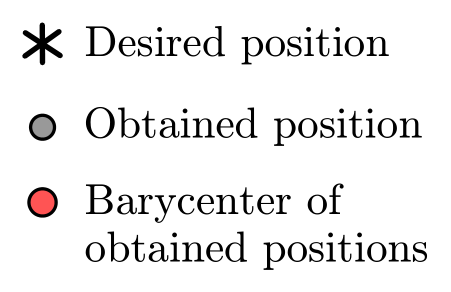 Desired position
Obtained position
Barycenter of
obtained positions